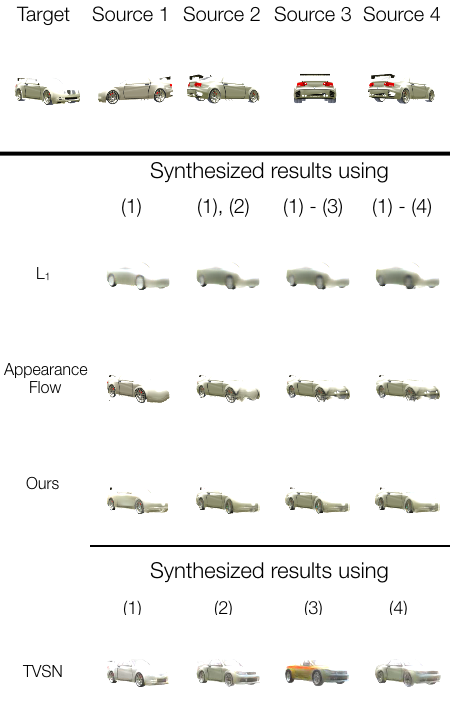 Target Source 1 Source 2 Source 3 Source 4
Synthesized results using
(1) (1), (2) (1) - (3) (1) - (4)
L₁
Appearance
Flow
Ours
Synthesized results using
(1) (2) (3) (4)
TVSN